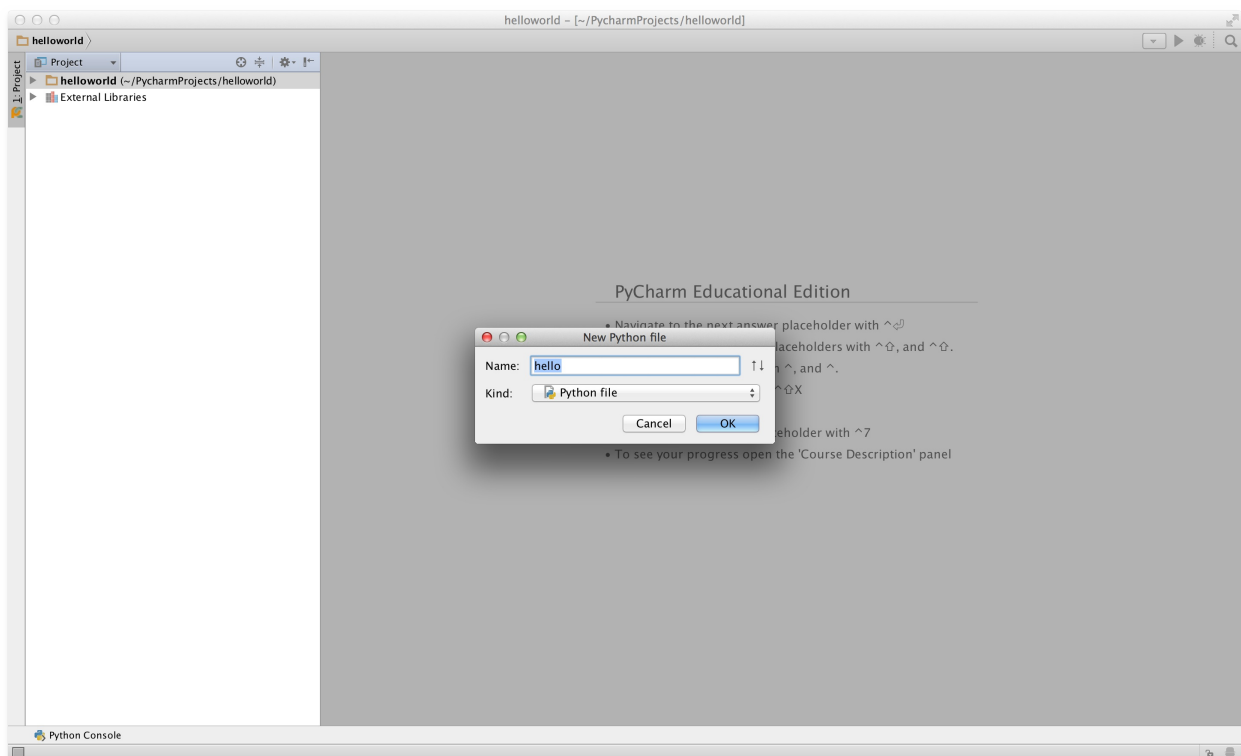 helloworld – [~/PycharmProjects/helloworld]
helloworld
1: Project
Project
helloworld (~/PycharmProjects/helloworld)
External Libraries
PyCharm Educational Edition
• Navigate to the next answer placeholder with ^⏎
laceholders with ^⇧, and ^⇧.
^, and ^.
^⇧X
eholder with ^7
• To see your progress open the 'Course Description' panel
New Python file
Name: hello
Kind: Python file
Cancel OK
Python Console